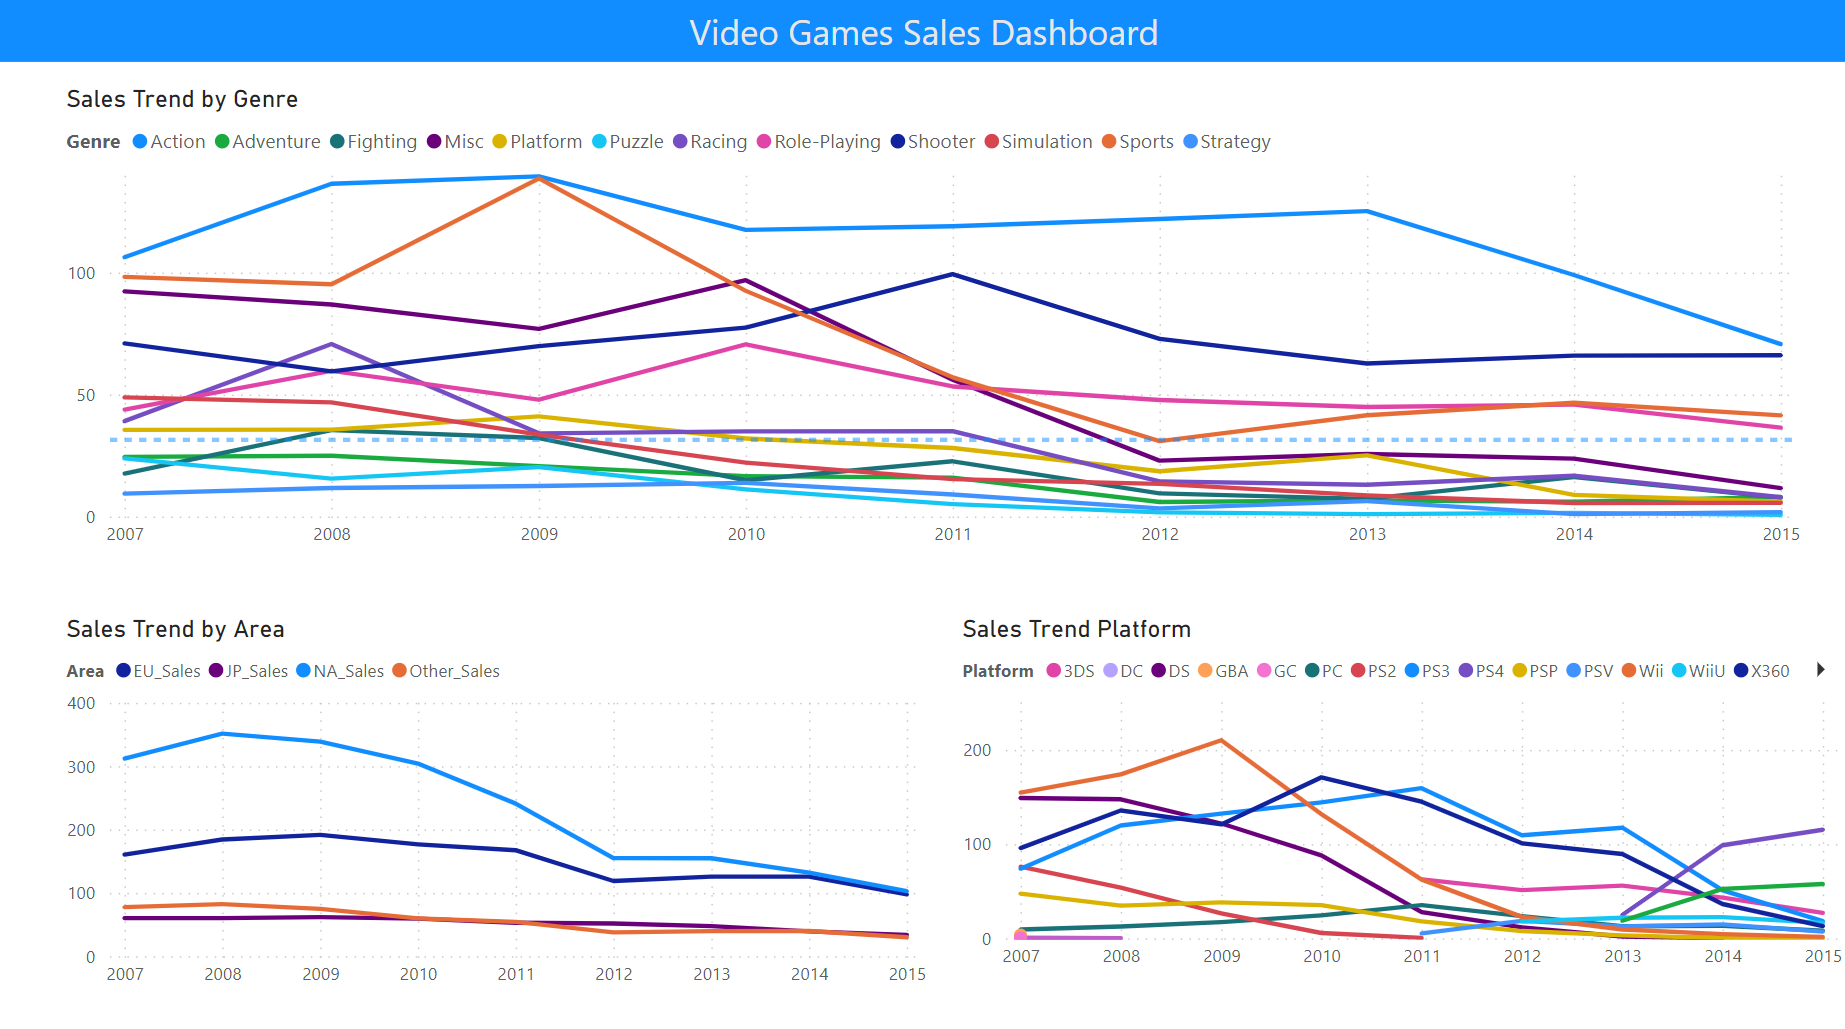 Video Games Sales Dashboard
Sales Trend by Genre
Genre Action Adventure Fighting Misc Platform Puzzle Racing Role-Playing Shooter Simulation Sports Strategy
100
50
0
2007 2008 2009 2010 2011 2012 2013 2014 2015
Sales Trend by Area
Area EU_Sales JP_Sales NA_Sales Other_Sales
400
300
200
100
0
2007 2008 2009 2010 2011 2012 2013 2014 2015
Sales Trend Platform
Platform 3DS DC DS GBA GC PC PS2 PS3 PS4 PSP PSV Wii WiiU X360
200
100
0
2007 2008 2009 2010 2011 2012 2013 2014 2015